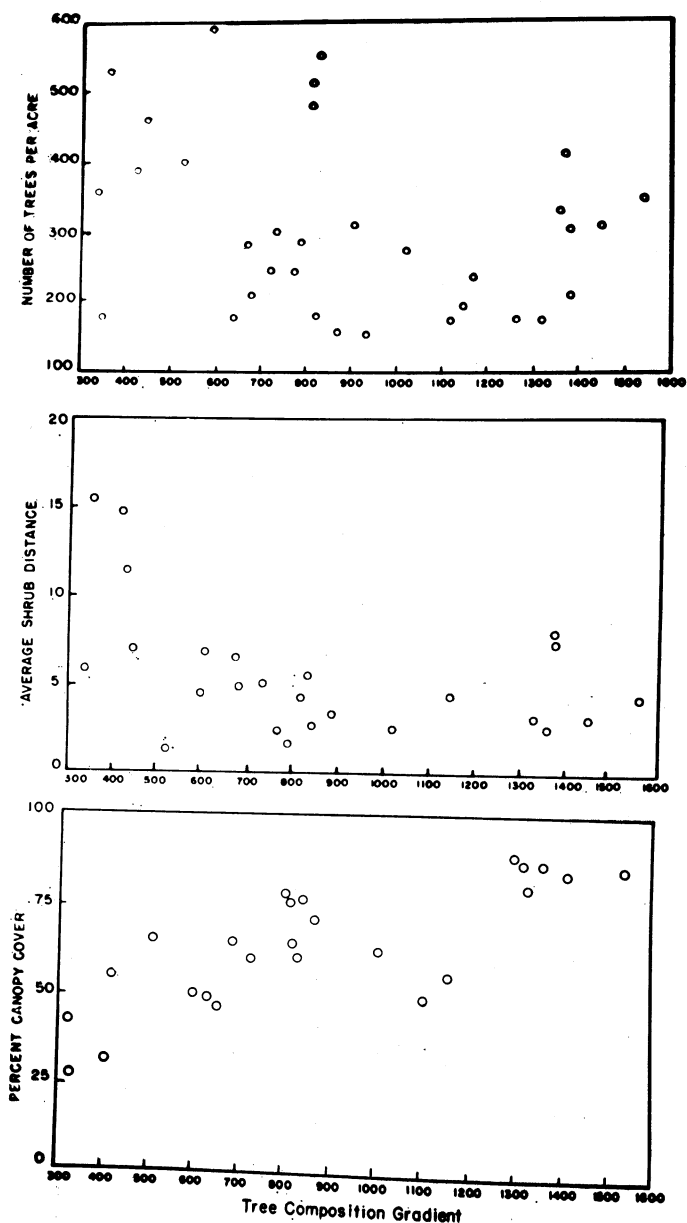 600
500
400
300
200
100
NUMBER OF TREES PER ACRE
300 400 500 600 700 800 900 1000 1100 1200 1300 1400 1500 1600
20
15
10
5
0
AVERAGE SHRUB DISTANCE
300 400 500 600 700 800 900 1000 1100 1200 1300 1400 1500 1600
100
75
50
25
0
PERCENT CANOPY COVER
300 400 500 600 700 800 900 1000 1100 1200 1300 1400 1500 1600
Tree Composition Gradient